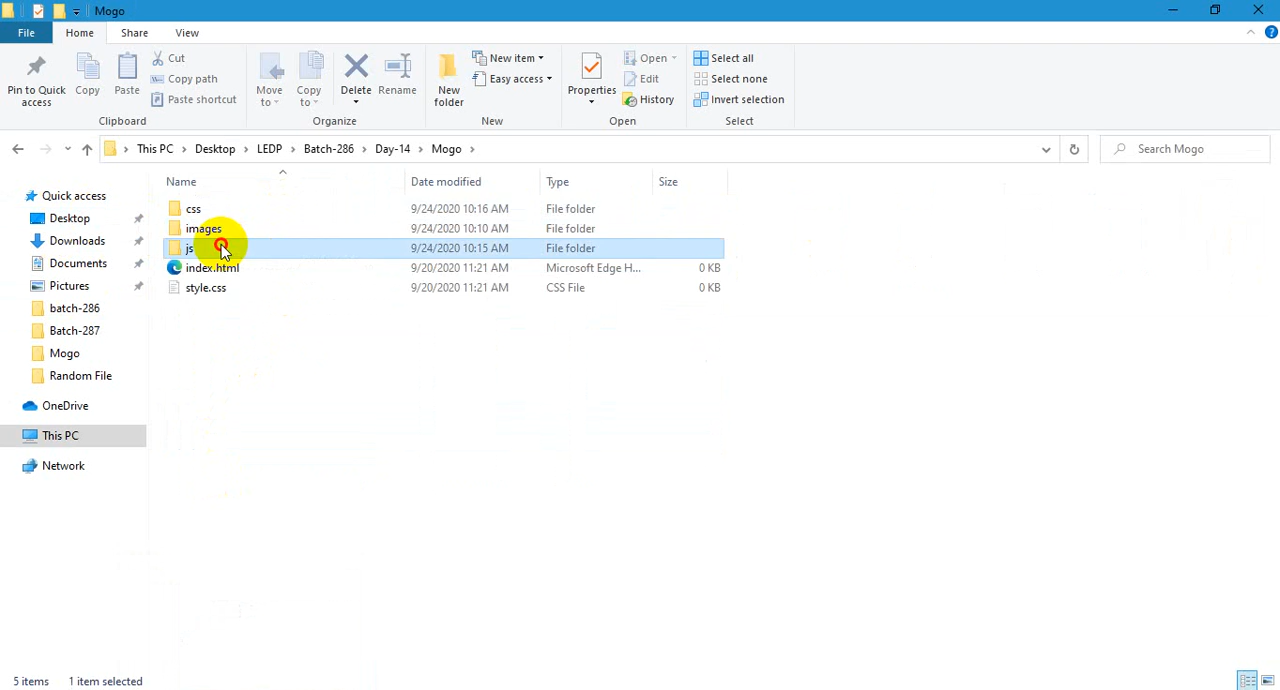 Mogo
File Home Share View
Pin to Quick access
Copy
Paste
Cut
Copy path
Paste shortcut
Clipboard
Move to
Copy to
Delete
Rename
Organize
New folder
New item
Easy access
New
Properties
Open
Edit
History
Open
Select all
Select none
Invert selection
Select
This PC > Desktop > LEDP > Batch-286 > Day-14 > Mogo >
Search Mogo
Quick access
Desktop
Downloads
Documents
Pictures
batch-286
Batch-287
Mogo
Random File
OneDrive
This PC
Network
Name Date modified Type Size
css 9/24/2020 10:16 AM File folder
images 9/24/2020 10:10 AM File folder
js 9/24/2020 10:15 AM File folder
index.html 9/20/2020 11:21 AM Microsoft Edge H... 0 KB
style.css 9/20/2020 11:21 AM CSS File 0 KB
5 items 1 item selected